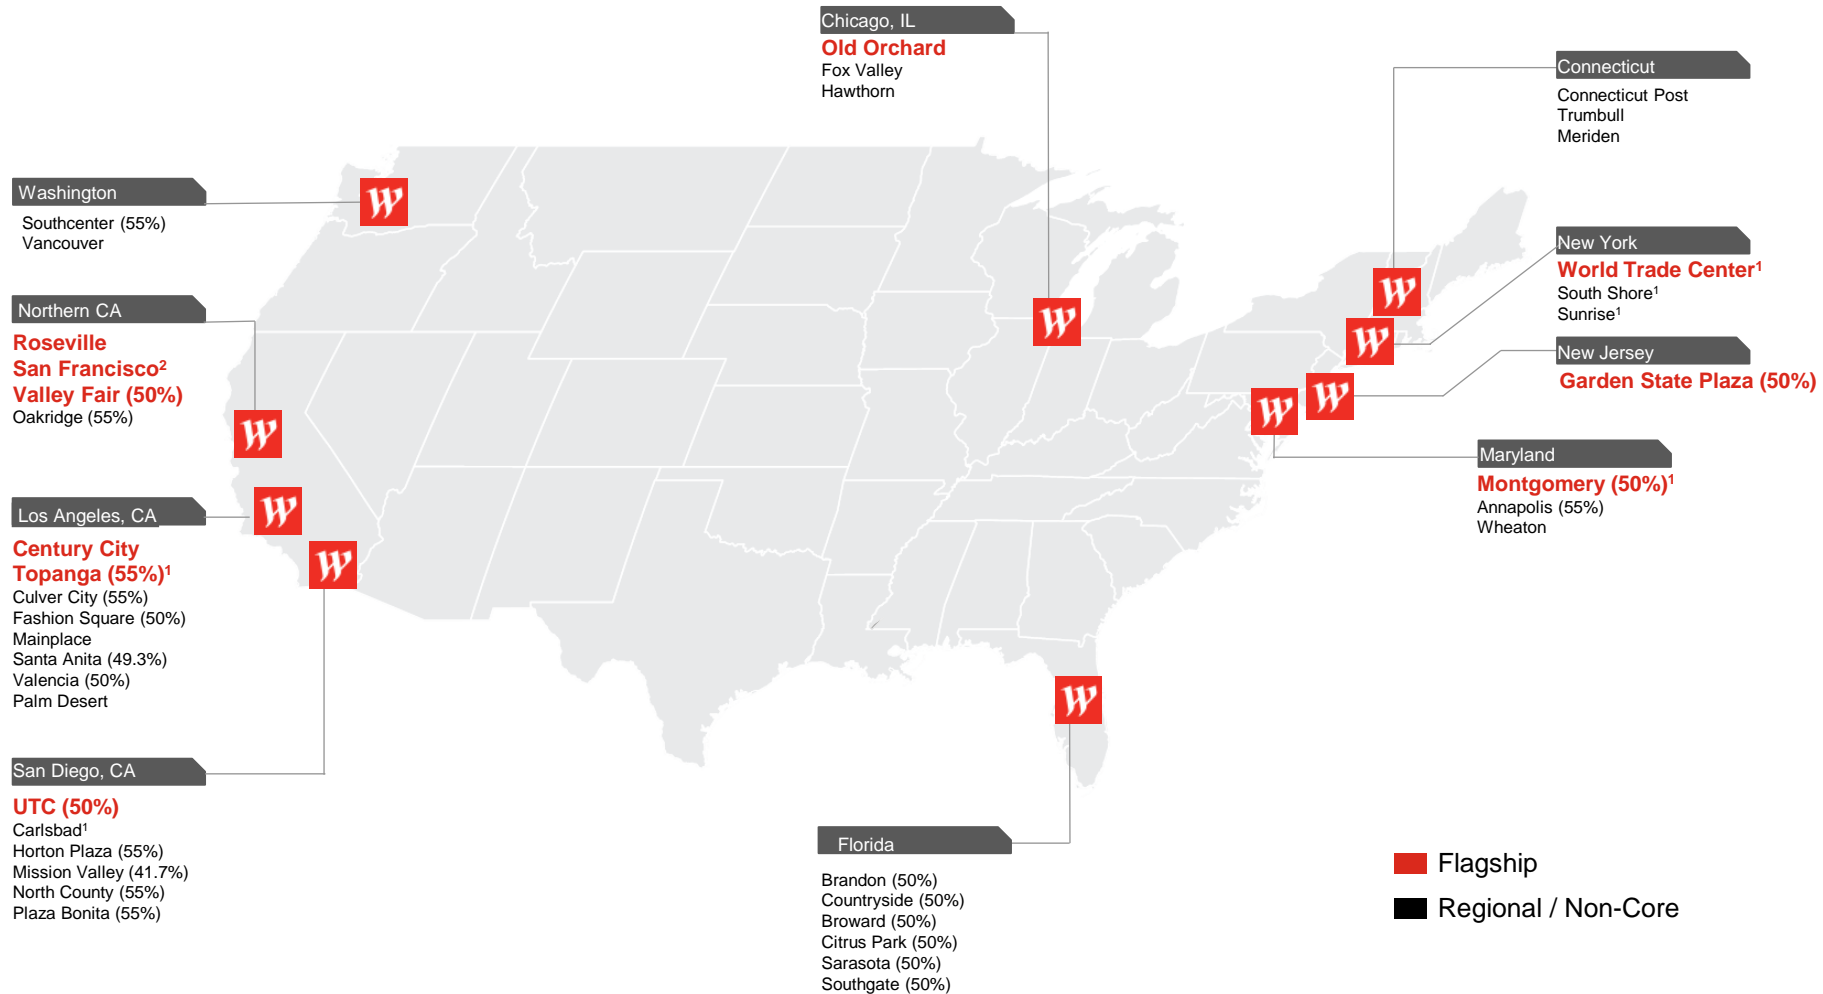 Chicago, IL
Old Orchard
Fox Valley
Hawthorn
Connecticut
Connecticut Post
Trumbull
Meriden
Washington
Southcenter (55%)
Vancouver
New York
World Trade Center¹
South Shore¹
Sunrise¹
Northern CA
Roseville
San Francisco²
Valley Fair (50%)
Oakridge (55%)
New Jersey
Garden State Plaza (50%)
Maryland
Montgomery (50%)¹
Annapolis (55%)
Wheaton
Los Angeles, CA
Century City
Topanga (55%)¹
Culver City (55%)
Fashion Square (50%)
Mainplace
Santa Anita (49.3%)
Valencia (50%)
Palm Desert
San Diego, CA
UTC (50%)
Carlsbad¹
Horton Plaza (55%)
Mission Valley (41.7%)
North County (55%)
Plaza Bonita (55%)
Florida
Brandon (50%)
Countryside (50%)
Broward (50%)
Citrus Park (50%)
Sarasota (50%)
Southgate (50%)
Flagship
Regional / Non-Core
W
W
W
W
W
W
W
W
W
W